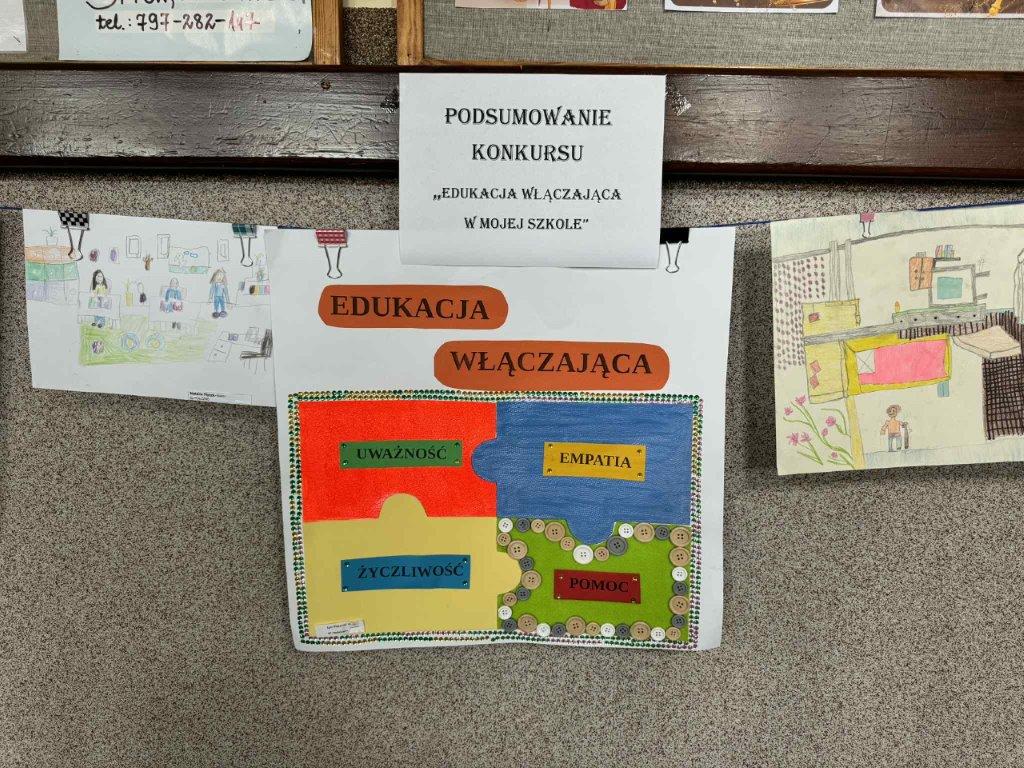 tel.: 797-282-147
PODSUMOWANIE
KONKURSU
„EDUKACJA WŁĄCZAJĄCA
W MOJEJ SZKOLE”
EDUKACJA
WŁĄCZAJĄCA
UWAŻNOŚĆ
EMPATIA
ŻYCZLIWOŚĆ
POMOC